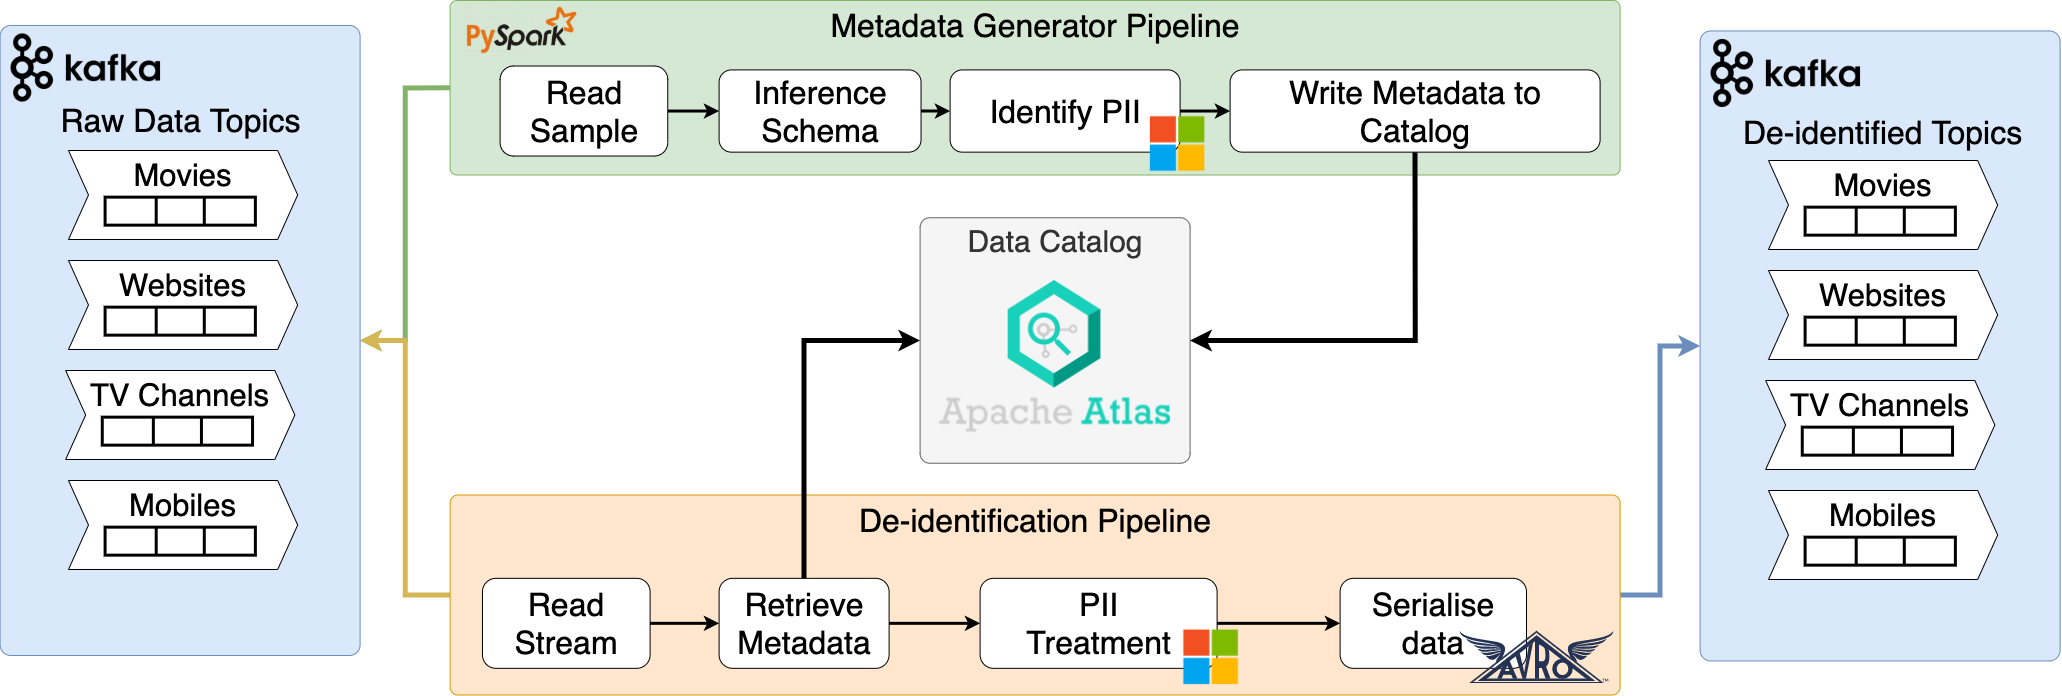 kafka
Raw Data Topics
Movies
Websites
TV Channels
Mobiles
PySpark
Metadata Generator Pipeline
Read
Sample
Inference
Schema
Identify PII
Write Metadata to
Catalog
Data Catalog
Apache Atlas
De-identification Pipeline
Read
Stream
Retrieve
Metadata
PII
Treatment
Serialise
data
AVRO
TM
kafka
De-identified Topics
Movies
Websites
TV Channels
Mobiles